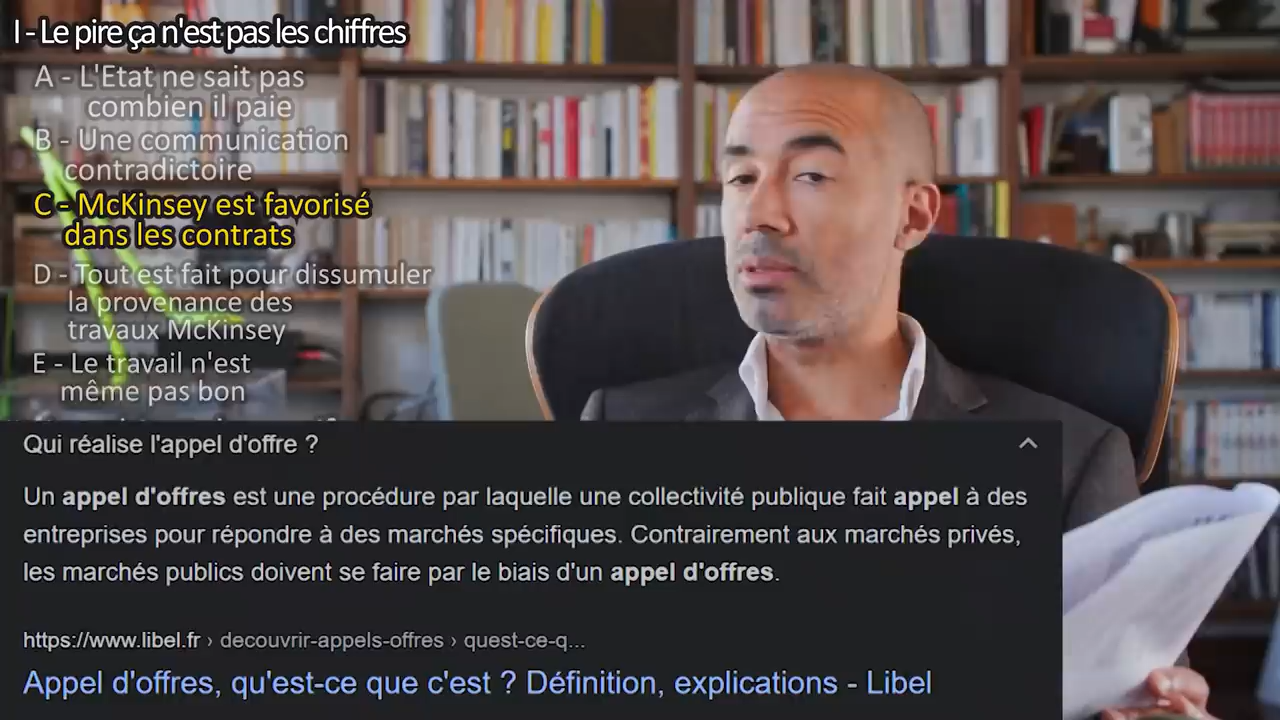 I - Le pire ça n'est pas les chiffres
A - L'Etat ne sait pas
combien il paie
B - Une communication
contradictoire
C - McKinsey est favorisé
dans les contrats
D - Tout est fait pour dissumuler
la provenance des
travaux McKinsey
E - Le travail n'est
même pas bon
Qui réalise l'appel d'offre ?
Un appel d'offres est une procédure par laquelle une collectivité publique fait appel à des
entreprises pour répondre à des marchés spécifiques. Contrairement aux marchés privés,
les marchés publics doivent se faire par le biais d'un appel d'offres.
https://www.libel.fr › decouvrir-appels-offres › quest-ce-q...
Appel d'offres, qu'est-ce que c'est ? Définition, explications - Libel